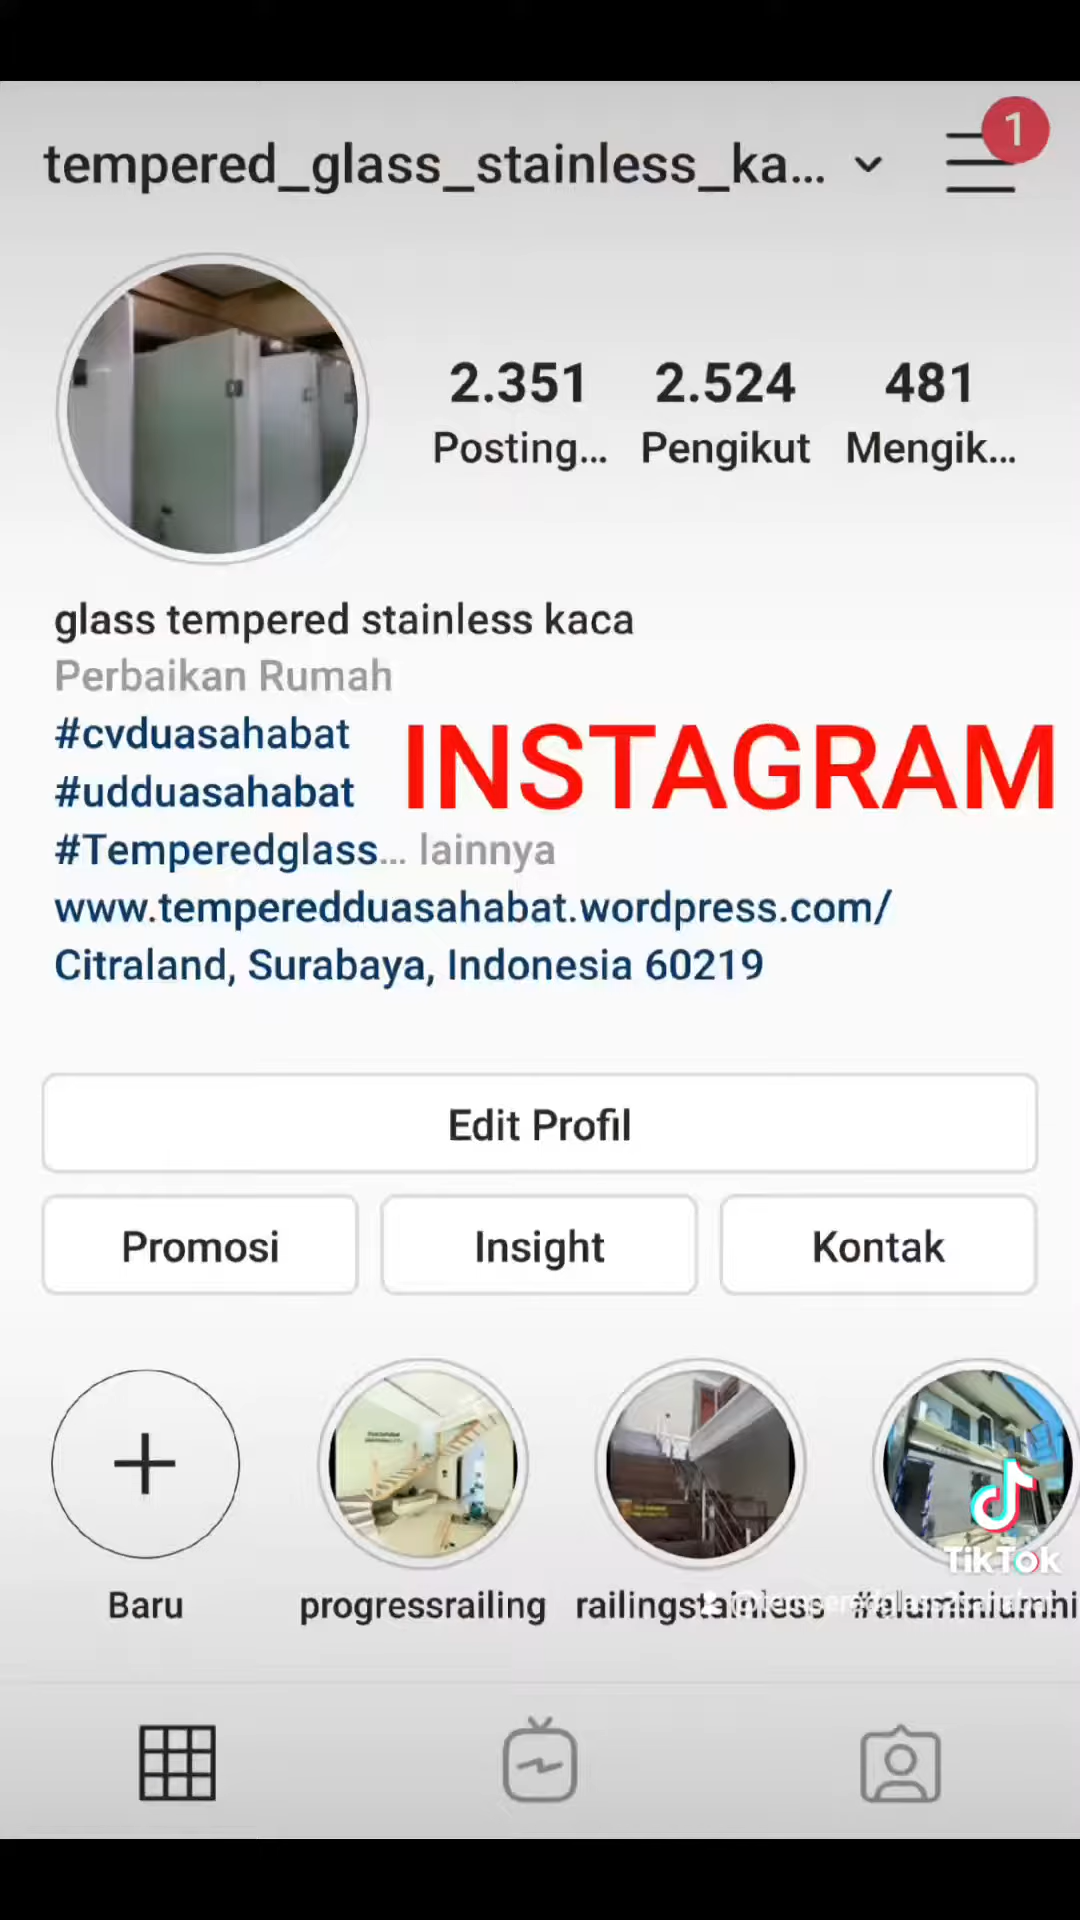 tempered_glass_stainless_ka...
1
2.351 2.524 481
Posting... Pengikut Mengik...
glass tempered stainless kaca
Perbaikan Rumah
#cvduasahabat
INSTAGRAM
#udduasahabat
#Temperedglass... lainnya
www.temperedduasahabat.wordpress.com/
Citraland, Surabaya, Indonesia 60219
Edit Profil
Promosi Insight Kontak
TikTok
Baru progressrailing railingstainless